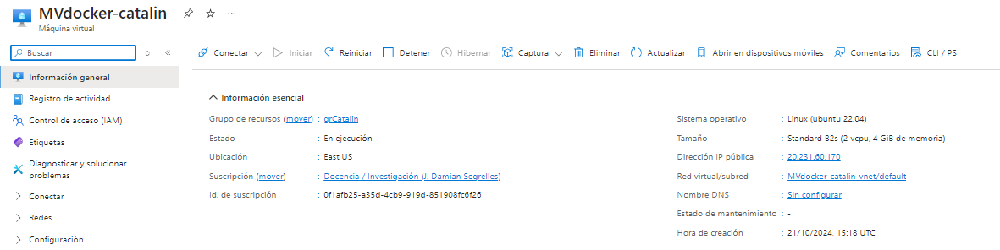 MVdocker-catalin
Máquina virtual
Buscar
Conectar Iniciar Reiniciar Detener Hibernar Captura Eliminar Actualizar Abrir en dispositivos móviles Comentarios CLI / PS
Información general
Registro de actividad
Control de acceso (IAM)
Etiquetas
Diagnosticar y solucionar
problemas
Conectar
Redes
Configuración
Información esencial
Grupo de recursos (mover) : grCatalin
Estado : En ejecución
Ubicación : East US
Suscripción (mover) : Docencia / Investigación (J. Damian Segrelles)
Id. de suscripción : 0f1afb25-a35d-4cb9-919d-851908fc6f26
Sistema operativo : Linux (ubuntu 22.04)
Tamaño : Standard B2s (2 vcpu, 4 GiB de memoria)
Dirección IP pública : 20.231.60.170
Red virtual/subred : MVdocker-catalin-vnet/default
Nombre DNS : Sin configurar
Estado de mantenimiento : -
Hora de creación : 21/10/2024, 15:18 UTC